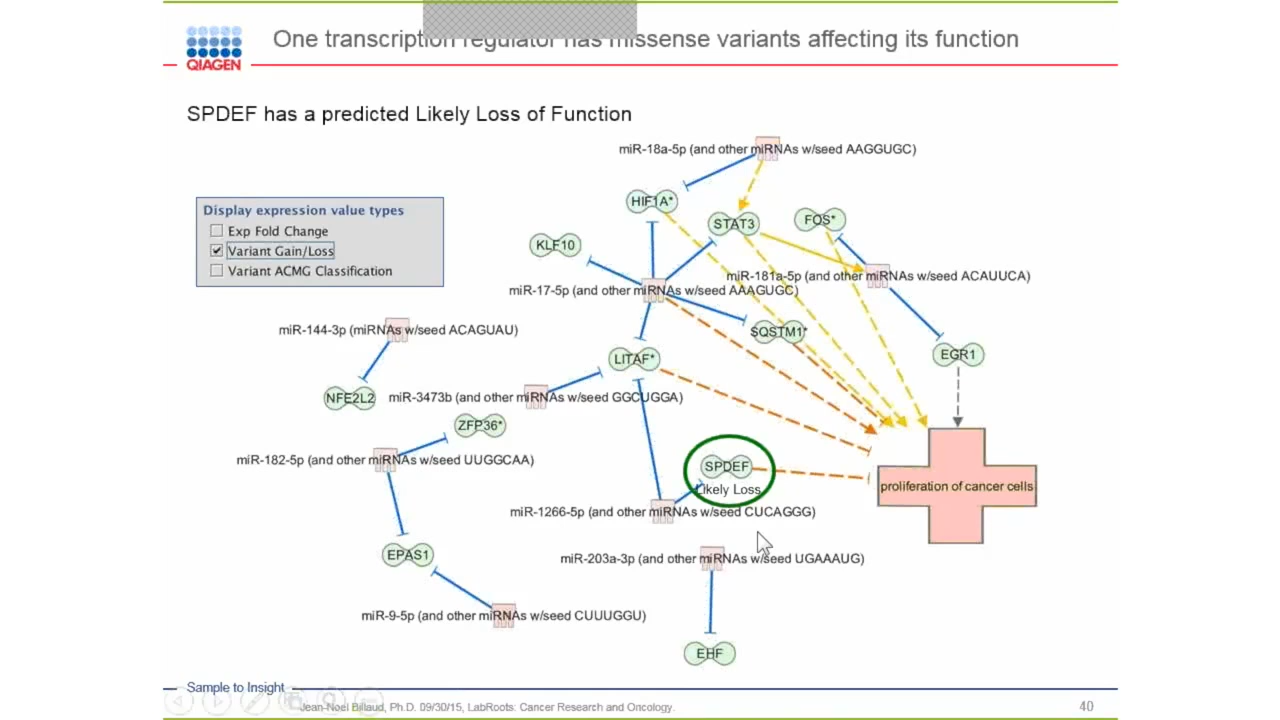 One transcription regulator has missense variants affecting its function
QIAGEN
SPDEF has a predicted Likely Loss of Function
miR-18a-5p (and other miRNAs w/seed AAGGUGC)
HIF1A*
Display expression value types
STAT3
FOS*
Exp Fold Change
KLF10
Variant Gain/Loss
Variant ACMG Classification
miR-181a-5p (and other miRNAs w/seed ACAUUCA)
miR-17-5p (and other miRNAs w/seed AAAGUGC)
miR-144-3p (miRNAs w/seed ACAGUAU)
SQSTM1*
LITAF*
EGR1
NFE2L2
miR-3473b (and other miRNAs w/seed GGCUGGA)
ZFP36*
miR-182-5p (and other miRNAs w/seed UUGGCAA)
SPDEF
Likely Loss
proliferation of cancer cells
miR-1266-5p (and other miRNAs w/seed CUCAGGG)
EPAS1
miR-203a-3p (and other miRNAs w/seed UGAAAUG)
miR-9-5p (and other miRNAs w/seed CUUUGGU)
EHF
Sample to Insight
Jean-Noel Billaud, Ph.D. 09/30/15, LabRoots: Cancer Research and Oncology.
40